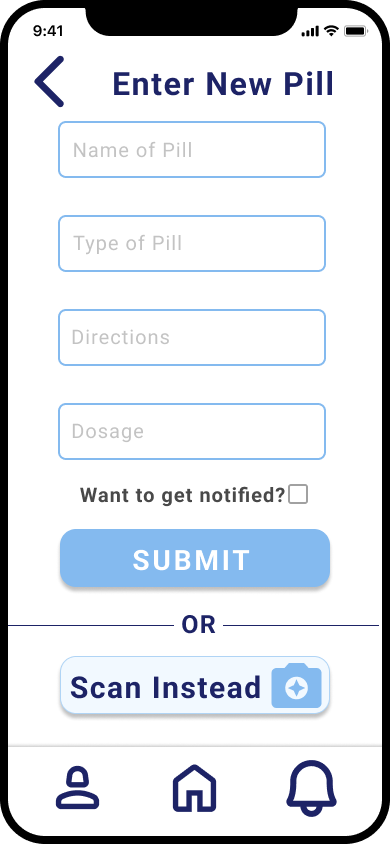 9:41
Enter New Pill
Name of Pill
Type of Pill
Directions
Dosage
Want to get notified?
SUBMIT
OR
Scan Instead